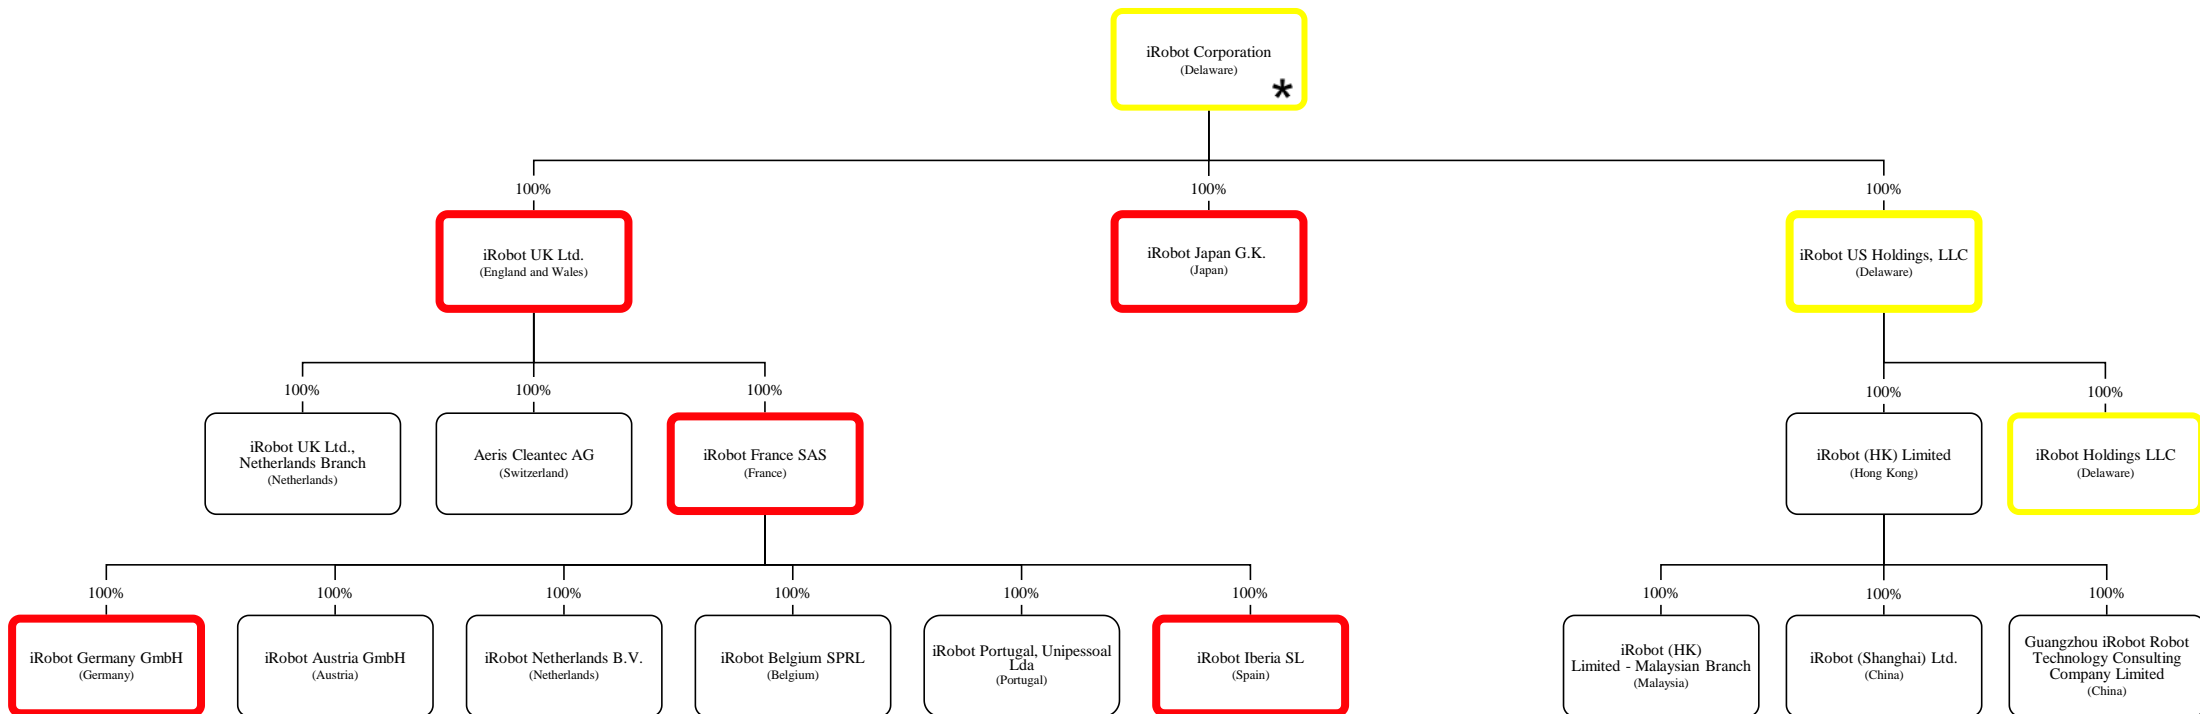 iRobot Corporation
(Delaware)
*
100%
100%
100%
iRobot UK Ltd.
(England and Wales)
iRobot Japan G.K.
(Japan)
iRobot US Holdings, LLC
(Delaware)
100%
100%
100%
100%
100%
iRobot UK Ltd.,
Netherlands Branch
(Netherlands)
Aeris Cleantec AG
(Switzerland)
iRobot France SAS
(France)
iRobot (HK) Limited
(Hong Kong)
iRobot Holdings LLC
(Delaware)
100%
100%
100%
100%
100%
100%
100%
100%
100%
iRobot Germany GmbH
(Germany)
iRobot Austria GmbH
(Austria)
iRobot Netherlands B.V.
(Netherlands)
iRobot Belgium SPRL
(Belgium)
iRobot Portugal, Unipessoal
Lda
(Portugal)
iRobot Iberia SL
(Spain)
iRobot (HK)
Limited - Malaysian Branch
(Malaysia)
iRobot (Shanghai) Ltd.
(China)
Guangzhou iRobot Robot
Technology Consulting
Company Limited
(China)